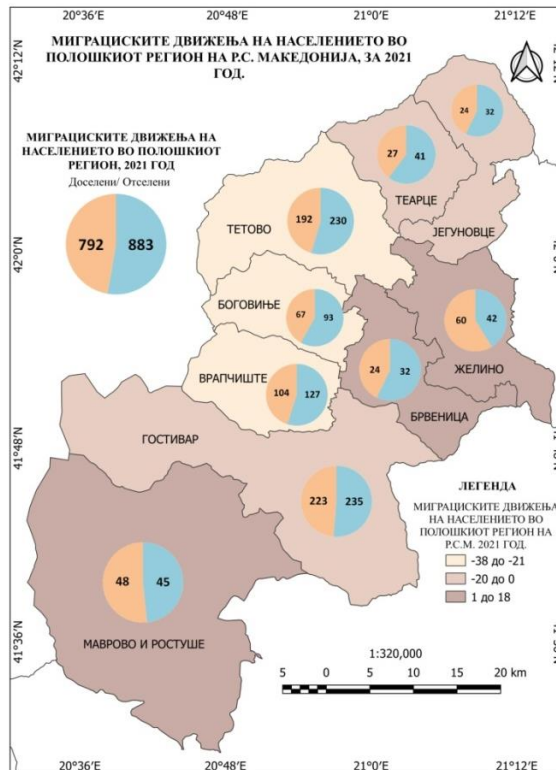 20°36'E 20°48'E 21°0'E 21°12'E
МИГРАЦИСКИТЕ ДВИЖЕЊА НА НАСЕЛЕНИЕТО ВО
ПОЛОШКИОТ РЕГИОН НА Р.С. МАКЕДОНИЈА, ЗА 2021
ГОД.
42°12'N
МИГРАЦИСКИТЕ ДВИЖЕЊА НА
НАСЕЛЕНИЕТО ВО ПОЛОШКИОТ
РЕГИОН, 2021 ГОД
Доселени/ Отселени
792 883
24 32
27 41
ТЕАРЦЕ
192 230
ТЕТОВО
ЈЕГУНОВЦЕ
42°0'N
БОГОВИЊЕ
67 93
60 42
ЖЕЛИНО
ВРАПЧИШТЕ
104 127
24 32
БРВЕНИЦА
41°48'N
ГОСТИВАР
223 235
ЛЕГЕНДА
МИГРАЦИСКИТЕ ДВИЖЕЊА
НА НАСЕЛЕНИЕТО ВО
ПОЛОШКИОТ РЕГИОН НА
Р.С.М. 2021 ГОД.
-38 до -21
-20 до 0
1 до 18
48 45
МАВРОВО И РОСТУШЕ
41°36'N
1:320,000
5 0 5 10 15 20 km
20°36'E 20°48'E 21°0'E 21°12'E